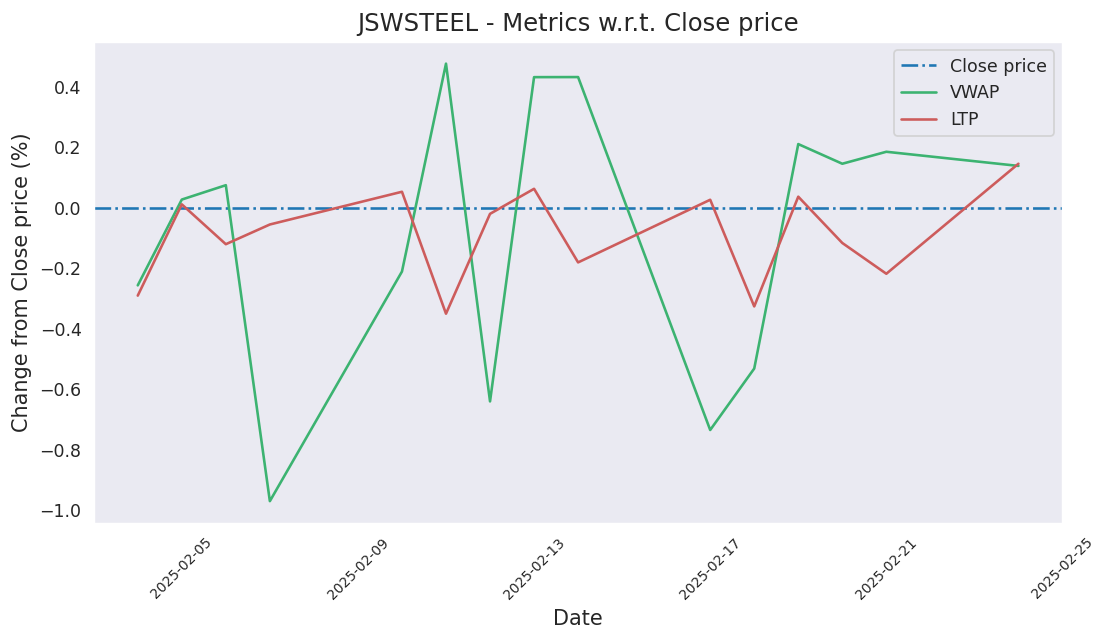 JSWSTEEL - Metrics w.r.t. Close price
Close price
VWAP
LTP
Change from Close price (%)
0.4
0.2
0.0
−0.2
−0.4
−0.6
−0.8
−1.0
2025-02-05
2025-02-09
2025-02-13
2025-02-17
2025-02-21
2025-02-25
Date